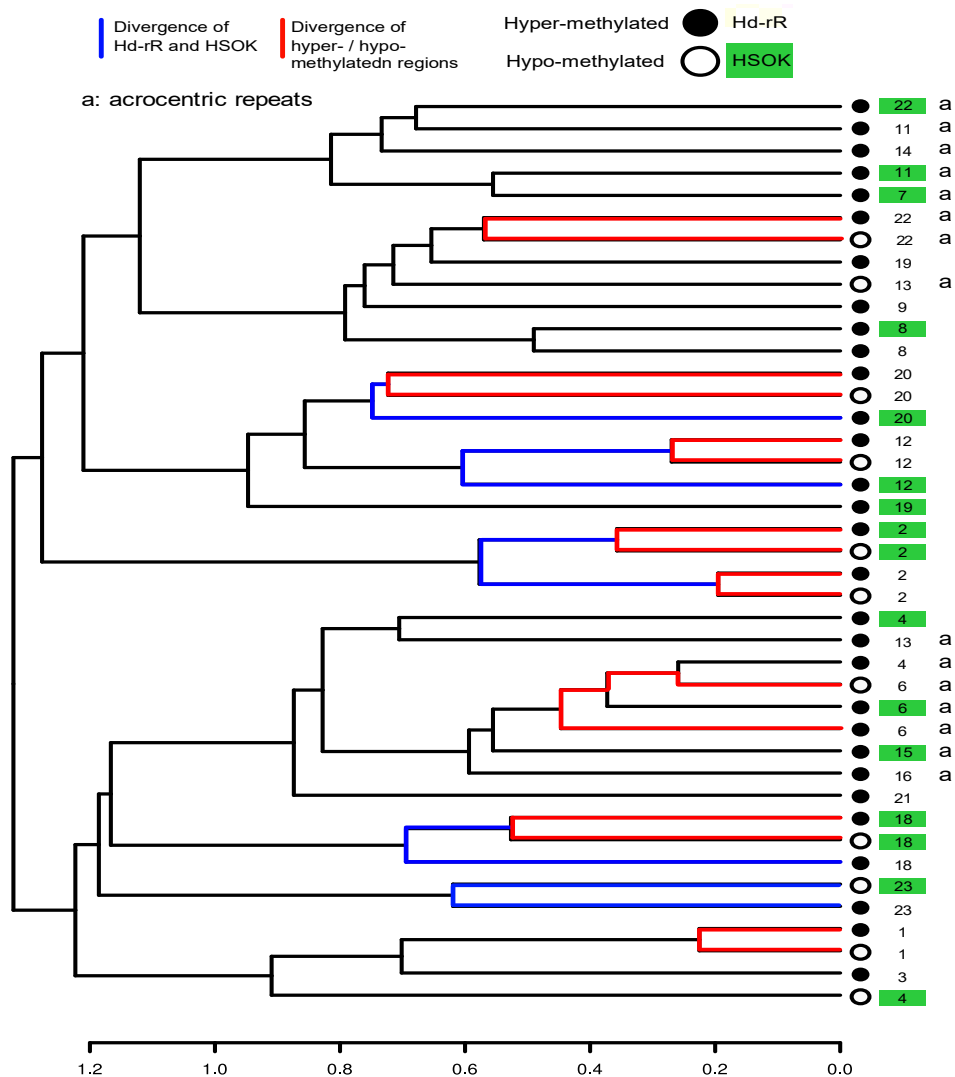 Divergence of
Hd-rR and HSOK
Divergence of
hyper- / hypo-
methylatedn regions
Hyper-methylated Hd-rR
Hypo-methylated HSOK
a: acrocentric repeats
22 a
11 a
14 a
11 a
7 a
22 a
22 a
19
13 a
9
8
8
20
20
20
12
12
12
19
2
2
2
2
4
13 a
4 a
6 a
6 a
6 a
15 a
16 a
21
18
18
18
23
23
1
1
3
4
1.2 1.0 0.8 0.6 0.4 0.2 0.0